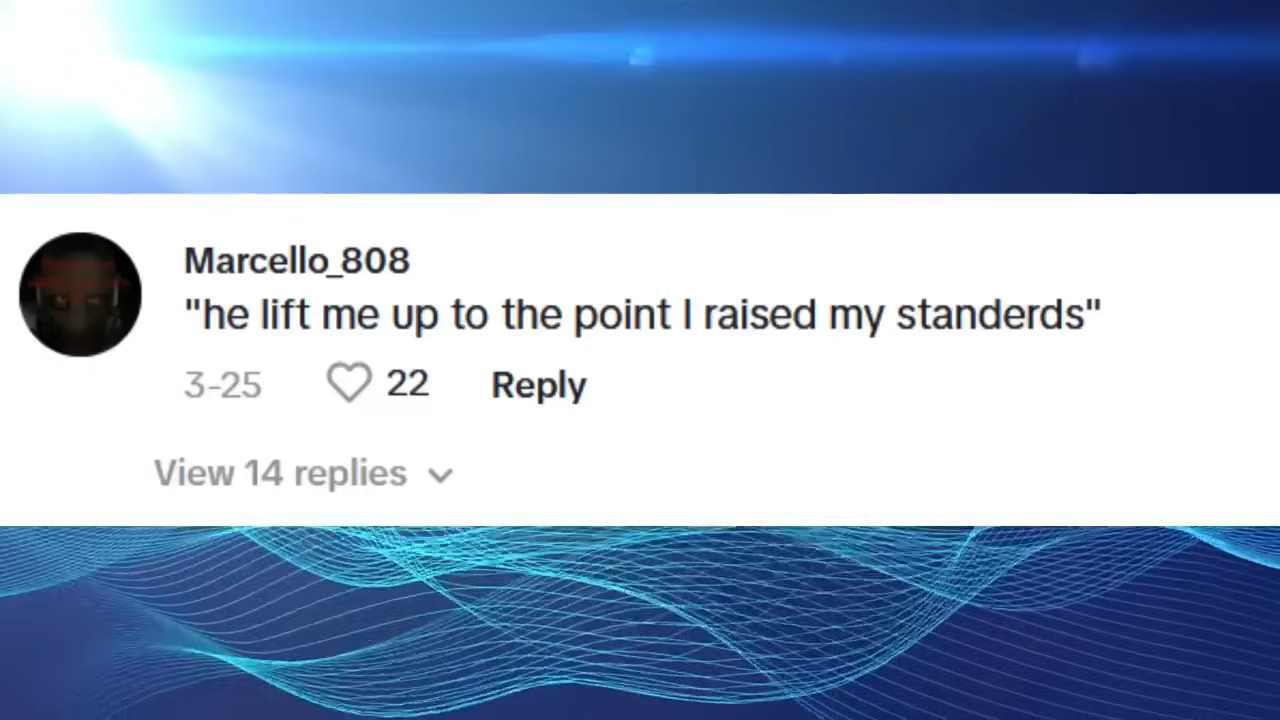 Marcello_808
"he lift me up to the point I raised my standerds"
3-25 22 Reply
View 14 replies